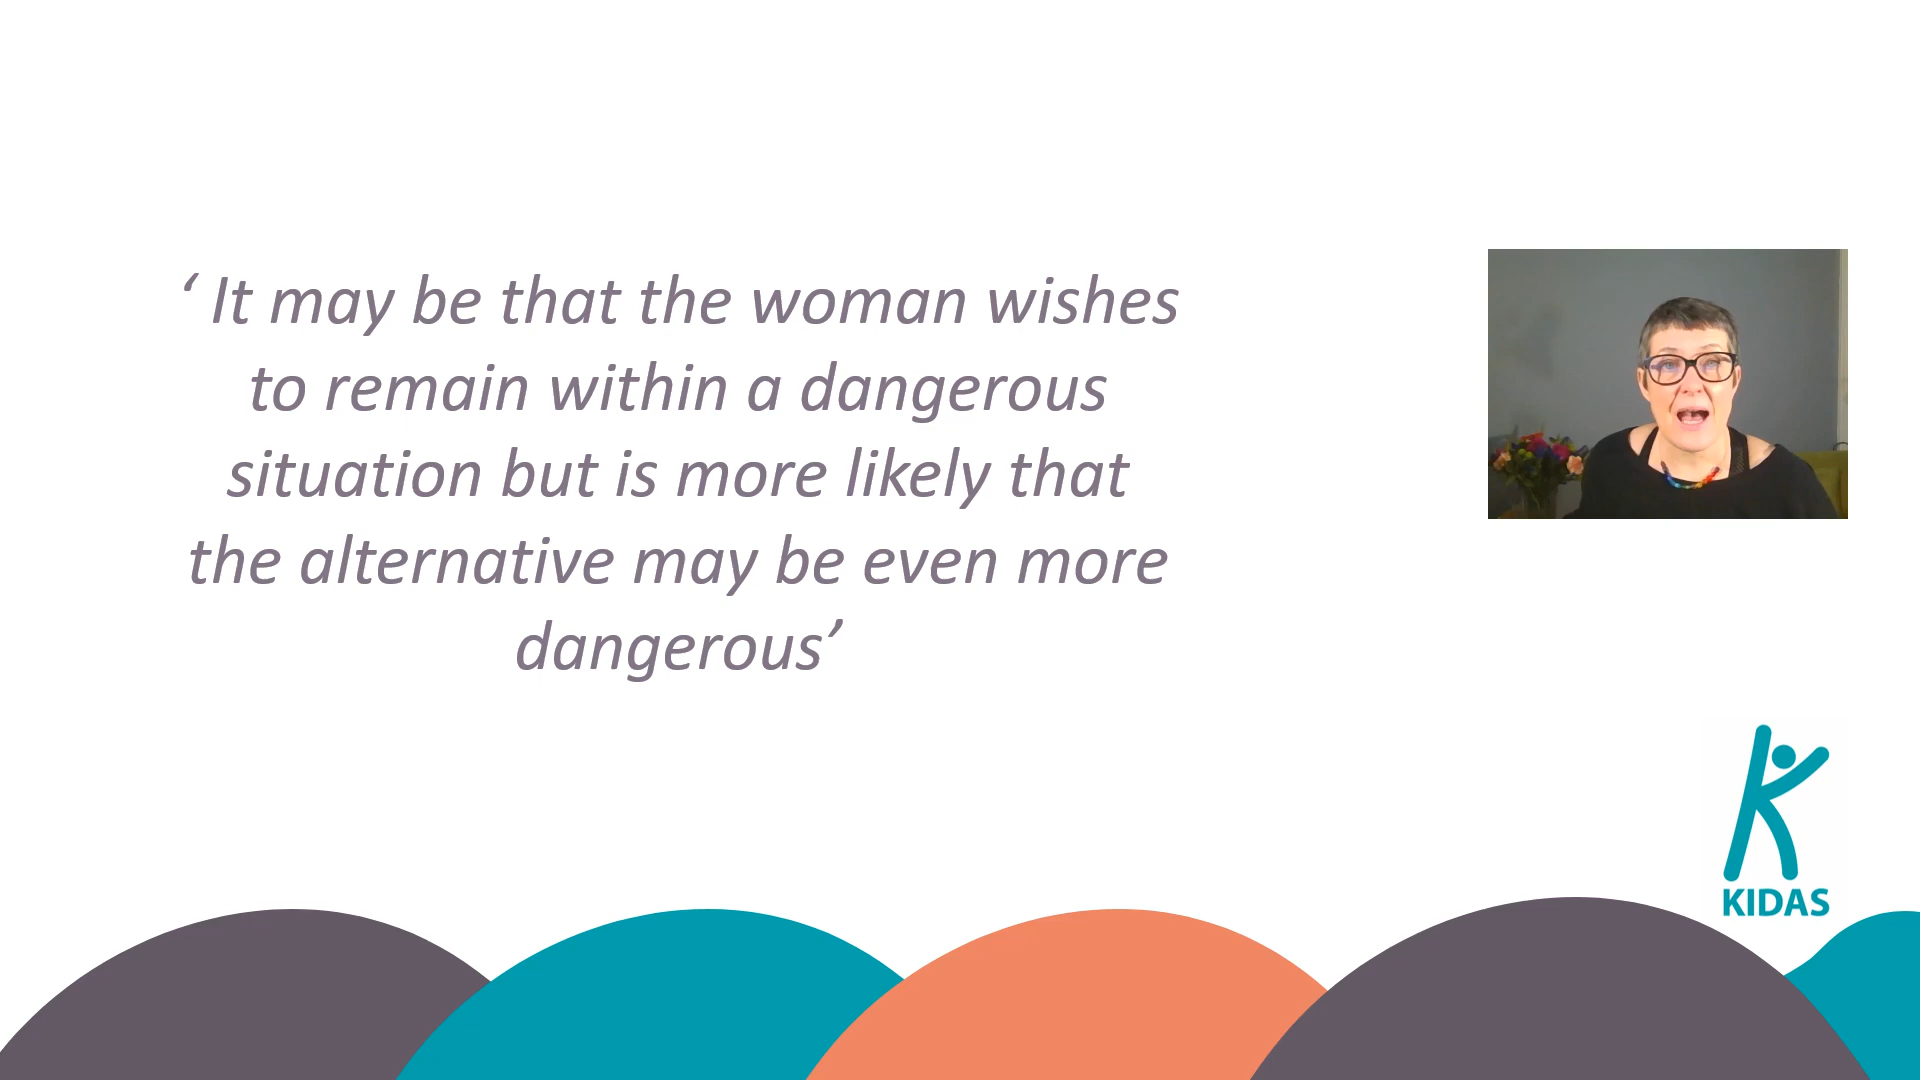 ‘ It may be that the woman wishes
to remain within a dangerous
situation but is more likely that
the alternative may be even more
dangerous’
KIDAS